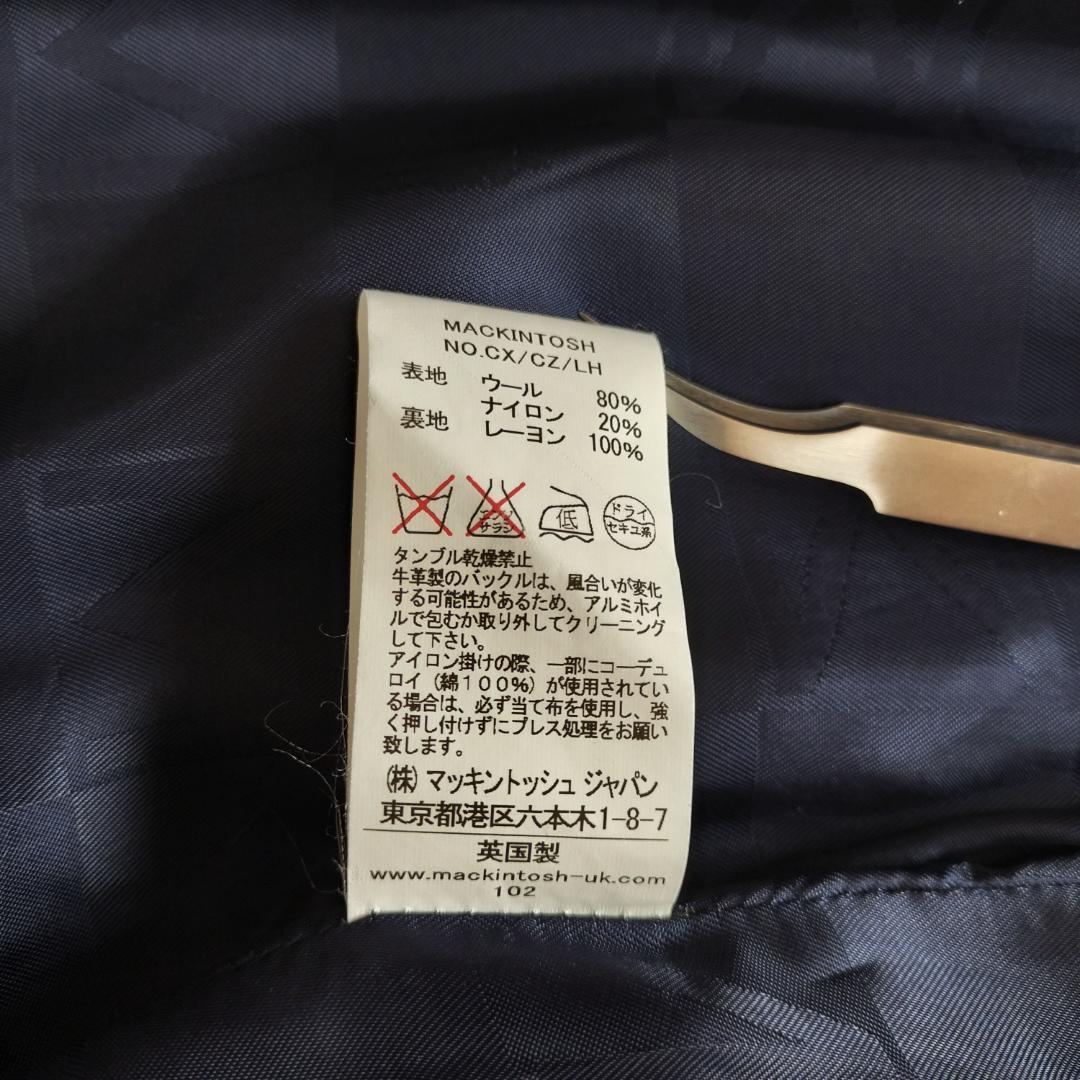 MACKINTOSH
NO.CX/CZ/LH
表地 ウール 80%
ナイロン 20%
裏地 レーヨン 100%
エンソ サラシ
低
ドライ
セキユ系
タンブル乾燥禁止
牛革製のバックルは、風合いが変化
する可能性があるため、アルミホイ
ルで包むか取り外してクリーニング
して下さい。
アイロン掛けの際、一部にコーデュ
ロイ（綿１００％）が使用されてい
る場合は、必ず当て布を使用し、強
く押し付けずにプレス処理をお願い
致します。
㈱ マッキントッシュ ジャパン
東京都港区六本木1-8-7
英国製
www.mackintosh-uk.com
102